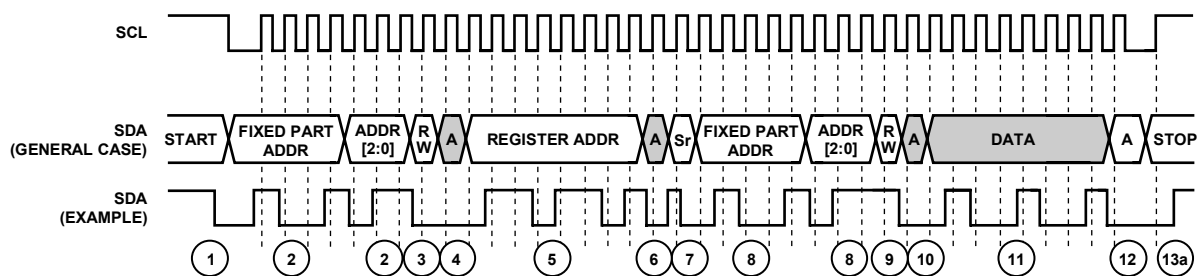 SCL
SDA
(GENERAL CASE)
START
FIXED PART
ADDR
ADDR
[2:0]
R
W
A
REGISTER ADDR
A
Sr
FIXED PART
ADDR
ADDR
[2:0]
R
W
A
DATA
A
STOP
SDA
(EXAMPLE)
1
2
2
3
4
5
6
7
8
8
9
10
11
12
13a